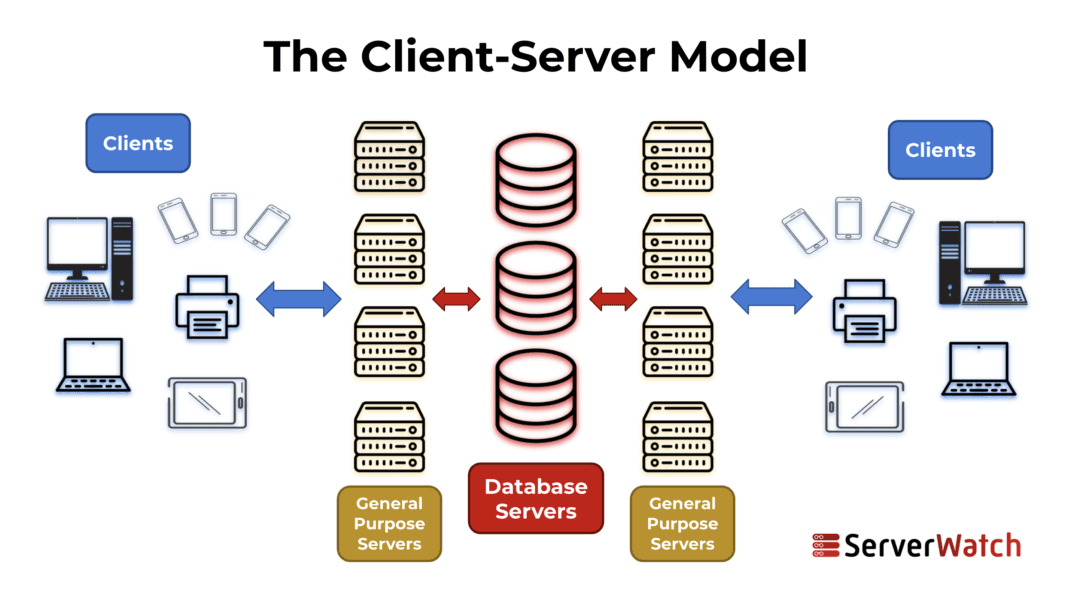 The Client-Server Model
Clients
Clients
General
Purpose
Servers
Database
Servers
General
Purpose
Servers
ServerWatch